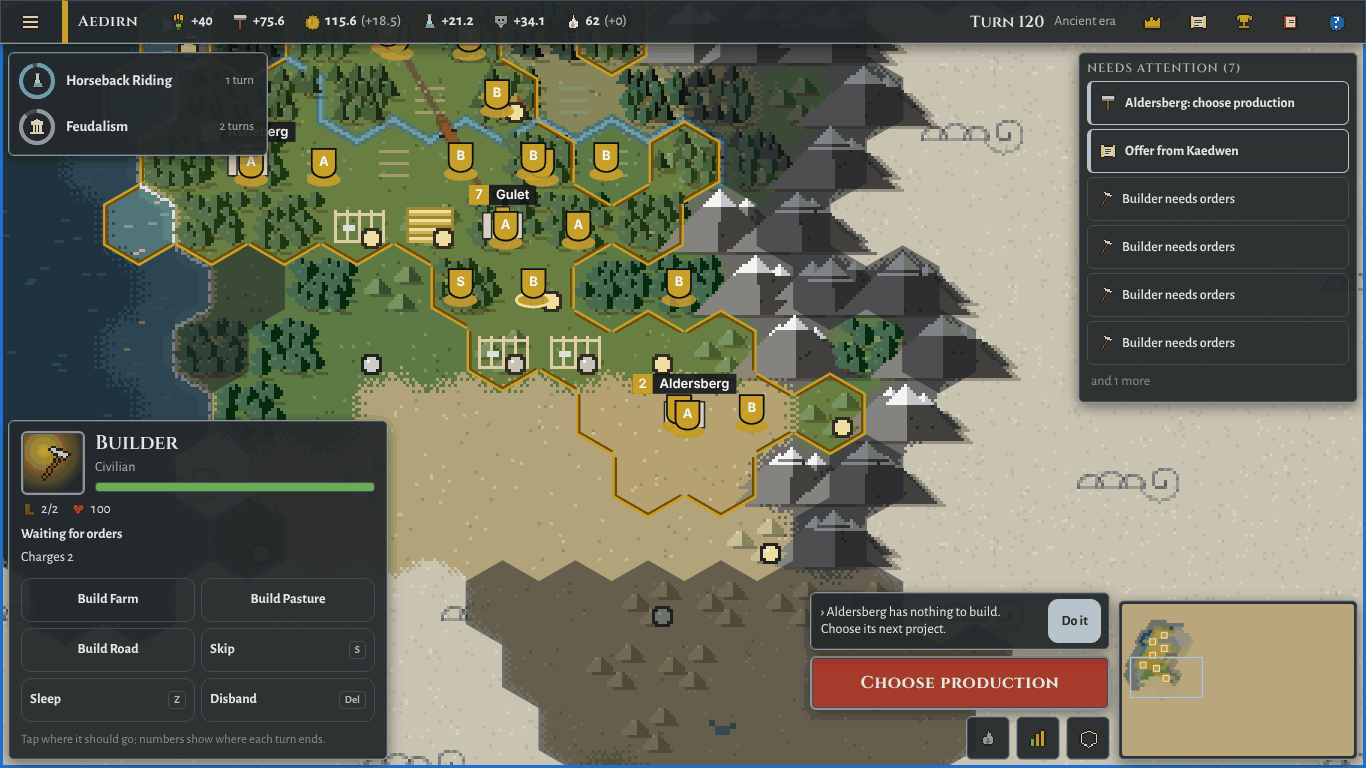 AEDIRN
+40
+75.6
115.6 (+18.5)
+21.2
+34.1
62 (+0)
TURN 120 Ancient era
Horseback Riding 1 turn
Feudalism 2 turns
NEEDS ATTENTION (7)
Aldersberg: choose production
Offer from Kaedwen
Builder needs orders
Builder needs orders
Builder needs orders
Builder needs orders
and 1 more
B
A
A
B
B
B
7 Gulet
A
A
S
B
B
2 Aldersberg
A
B
BUILDER
Civilian
2/2 100
Waiting for orders
Charges 2
Build Farm
Build Pasture
Build Road
Skip S
Sleep Z
Disband Del
Tap where it should go; numbers show where each turn ends.
› Aldersberg has nothing to build.
Choose its next project.
Do it
CHOOSE PRODUCTION